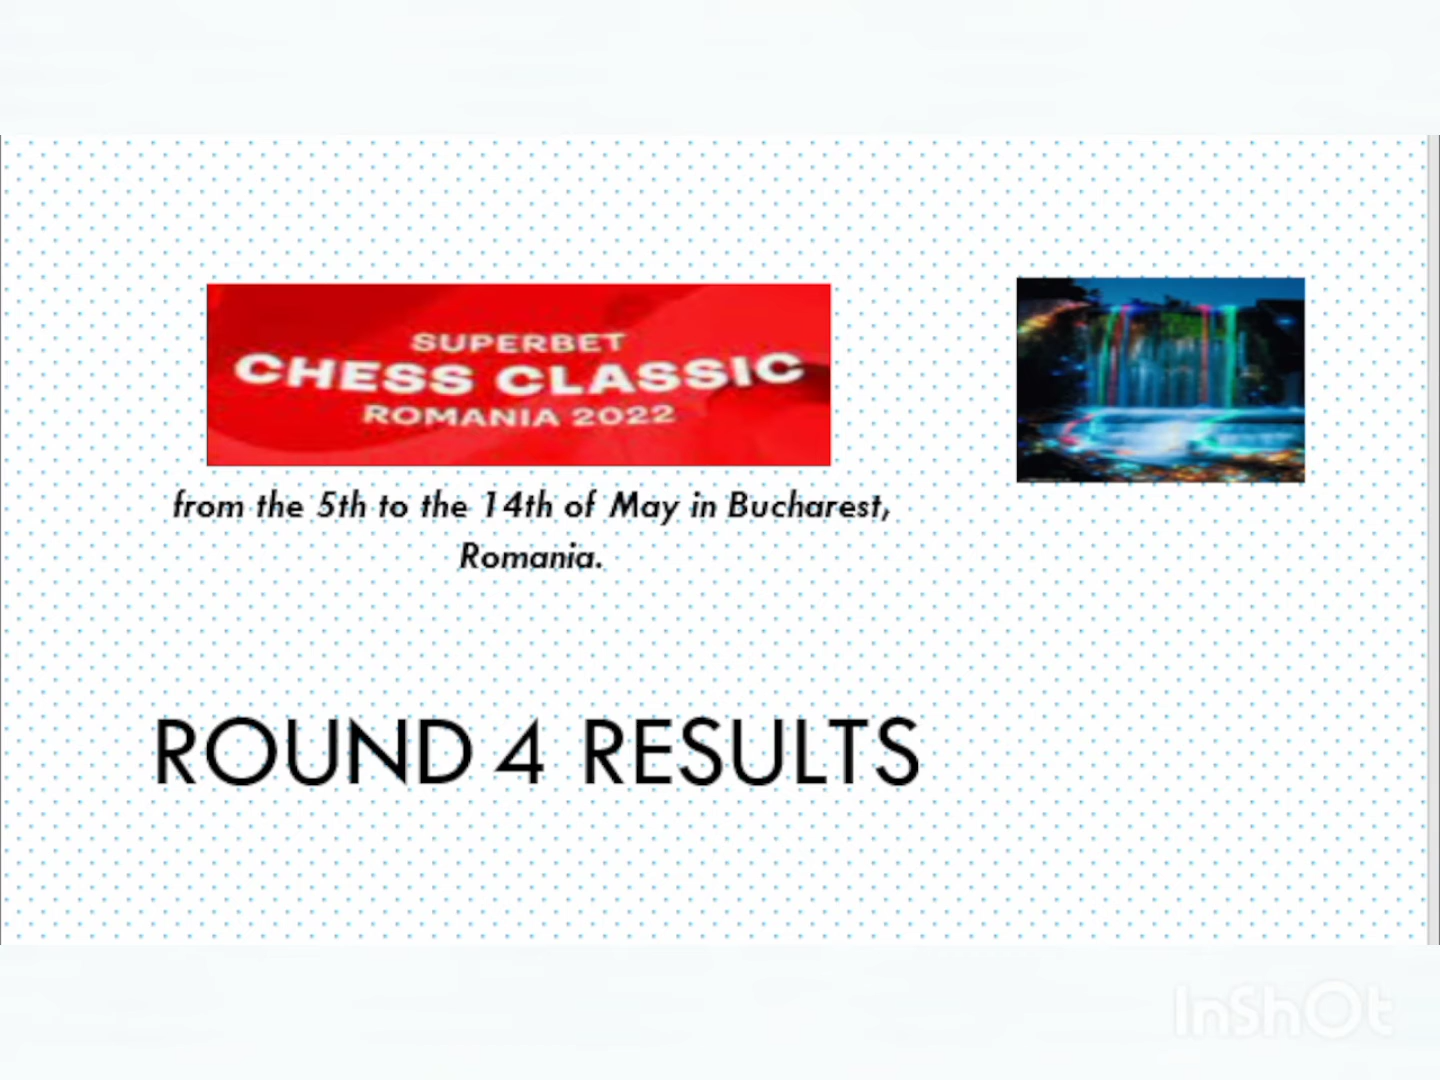 SUPERBET
CHESS CLASSIC
ROMANIA 2022
from the 5th to the 14th of May in Bucharest,
Romania.
ROUND 4 RESULTS
InShOt